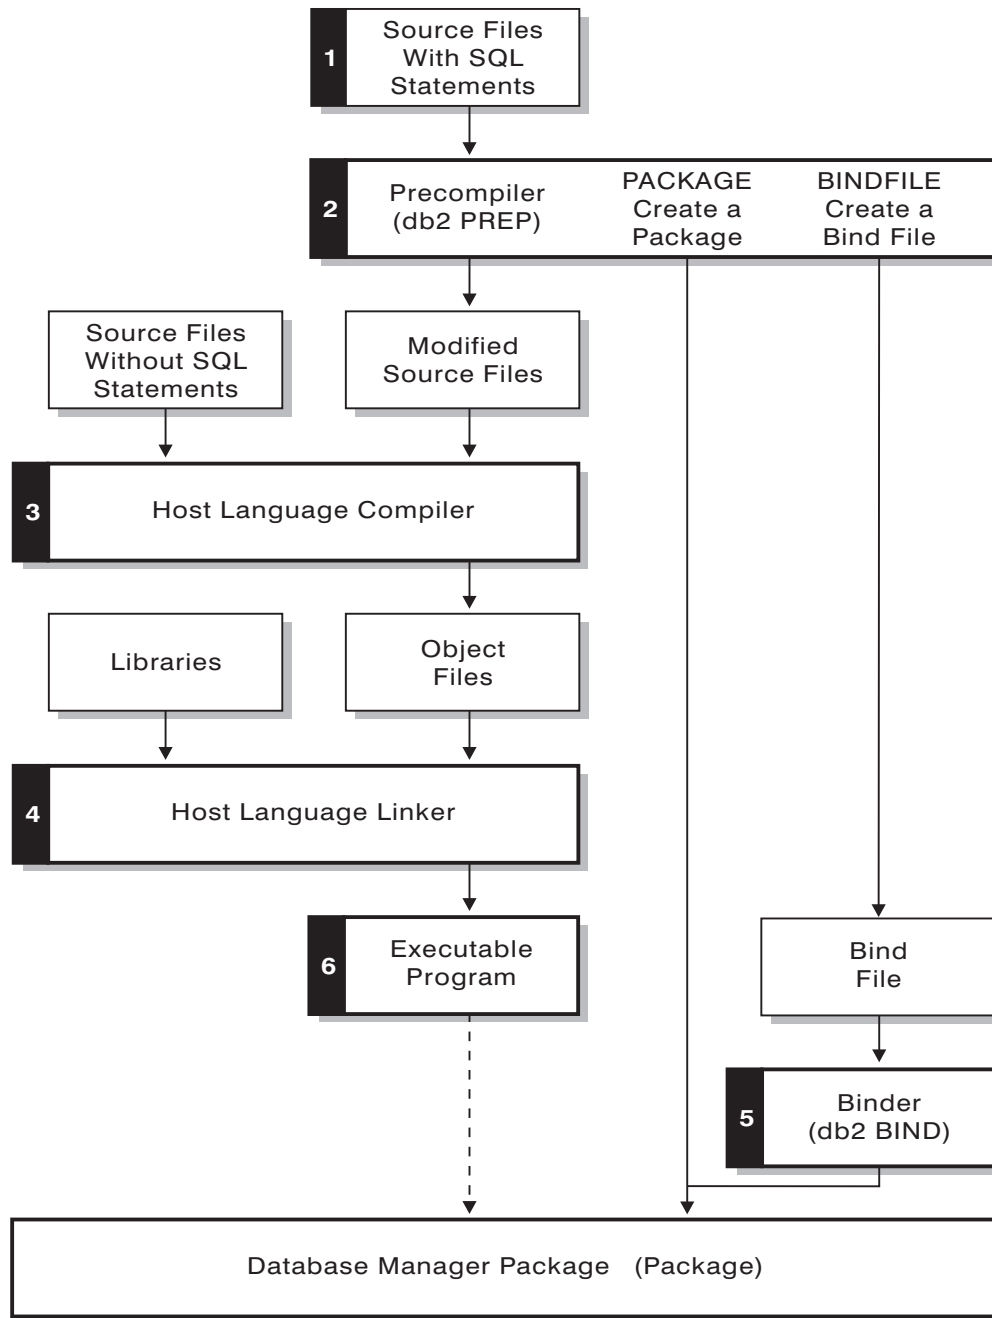 1
Source Files
With SQL
Statements
2
Precompiler
(db2 PREP)
PACKAGE
Create a
Package
BINDFILE
Create a
Bind File
Source Files
Without SQL
Statements
Modified
Source Files
3
Host Language Compiler
Libraries
Object
Files
4
Host Language Linker
6
Executable
Program
Bind
File
5
Binder
(db2 BIND)
Database Manager Package (Package)